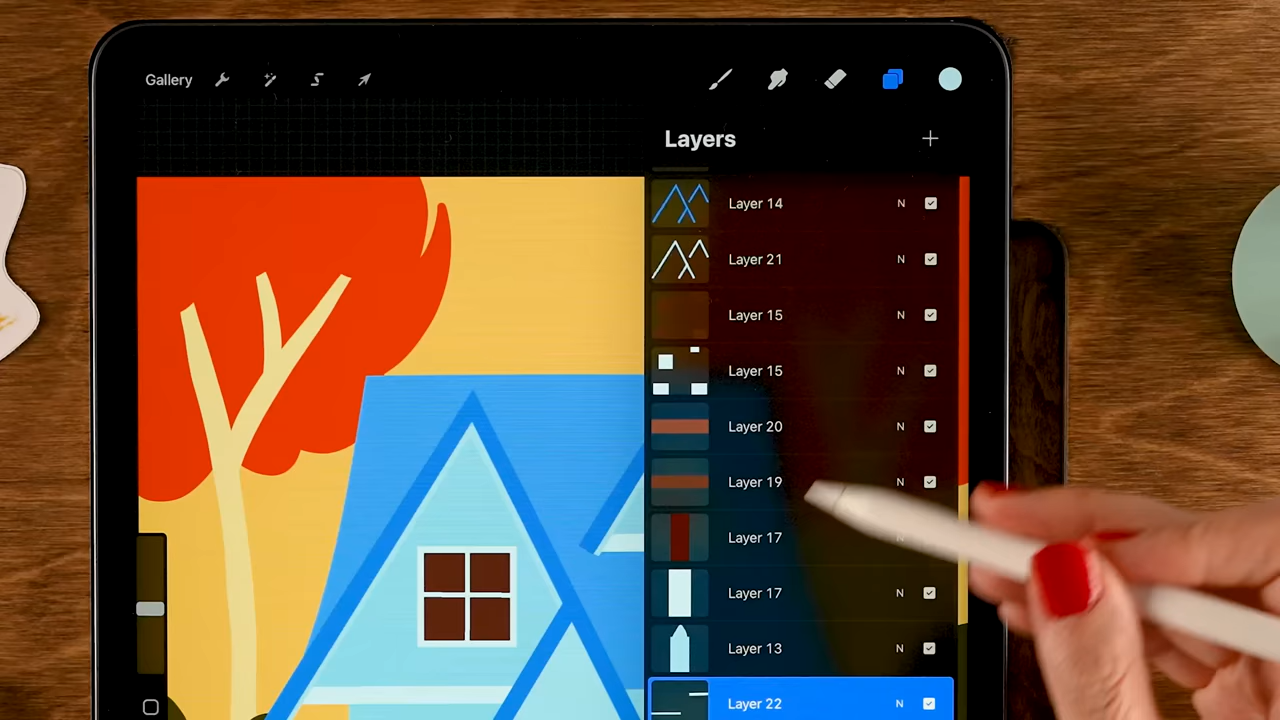 Gallery
Layers
Layer 14 N
Layer 21 N
Layer 15 N
Layer 15 N
Layer 20 N
Layer 19 N
Layer 17 N
Layer 17 N
Layer 13 N
Layer 22 N